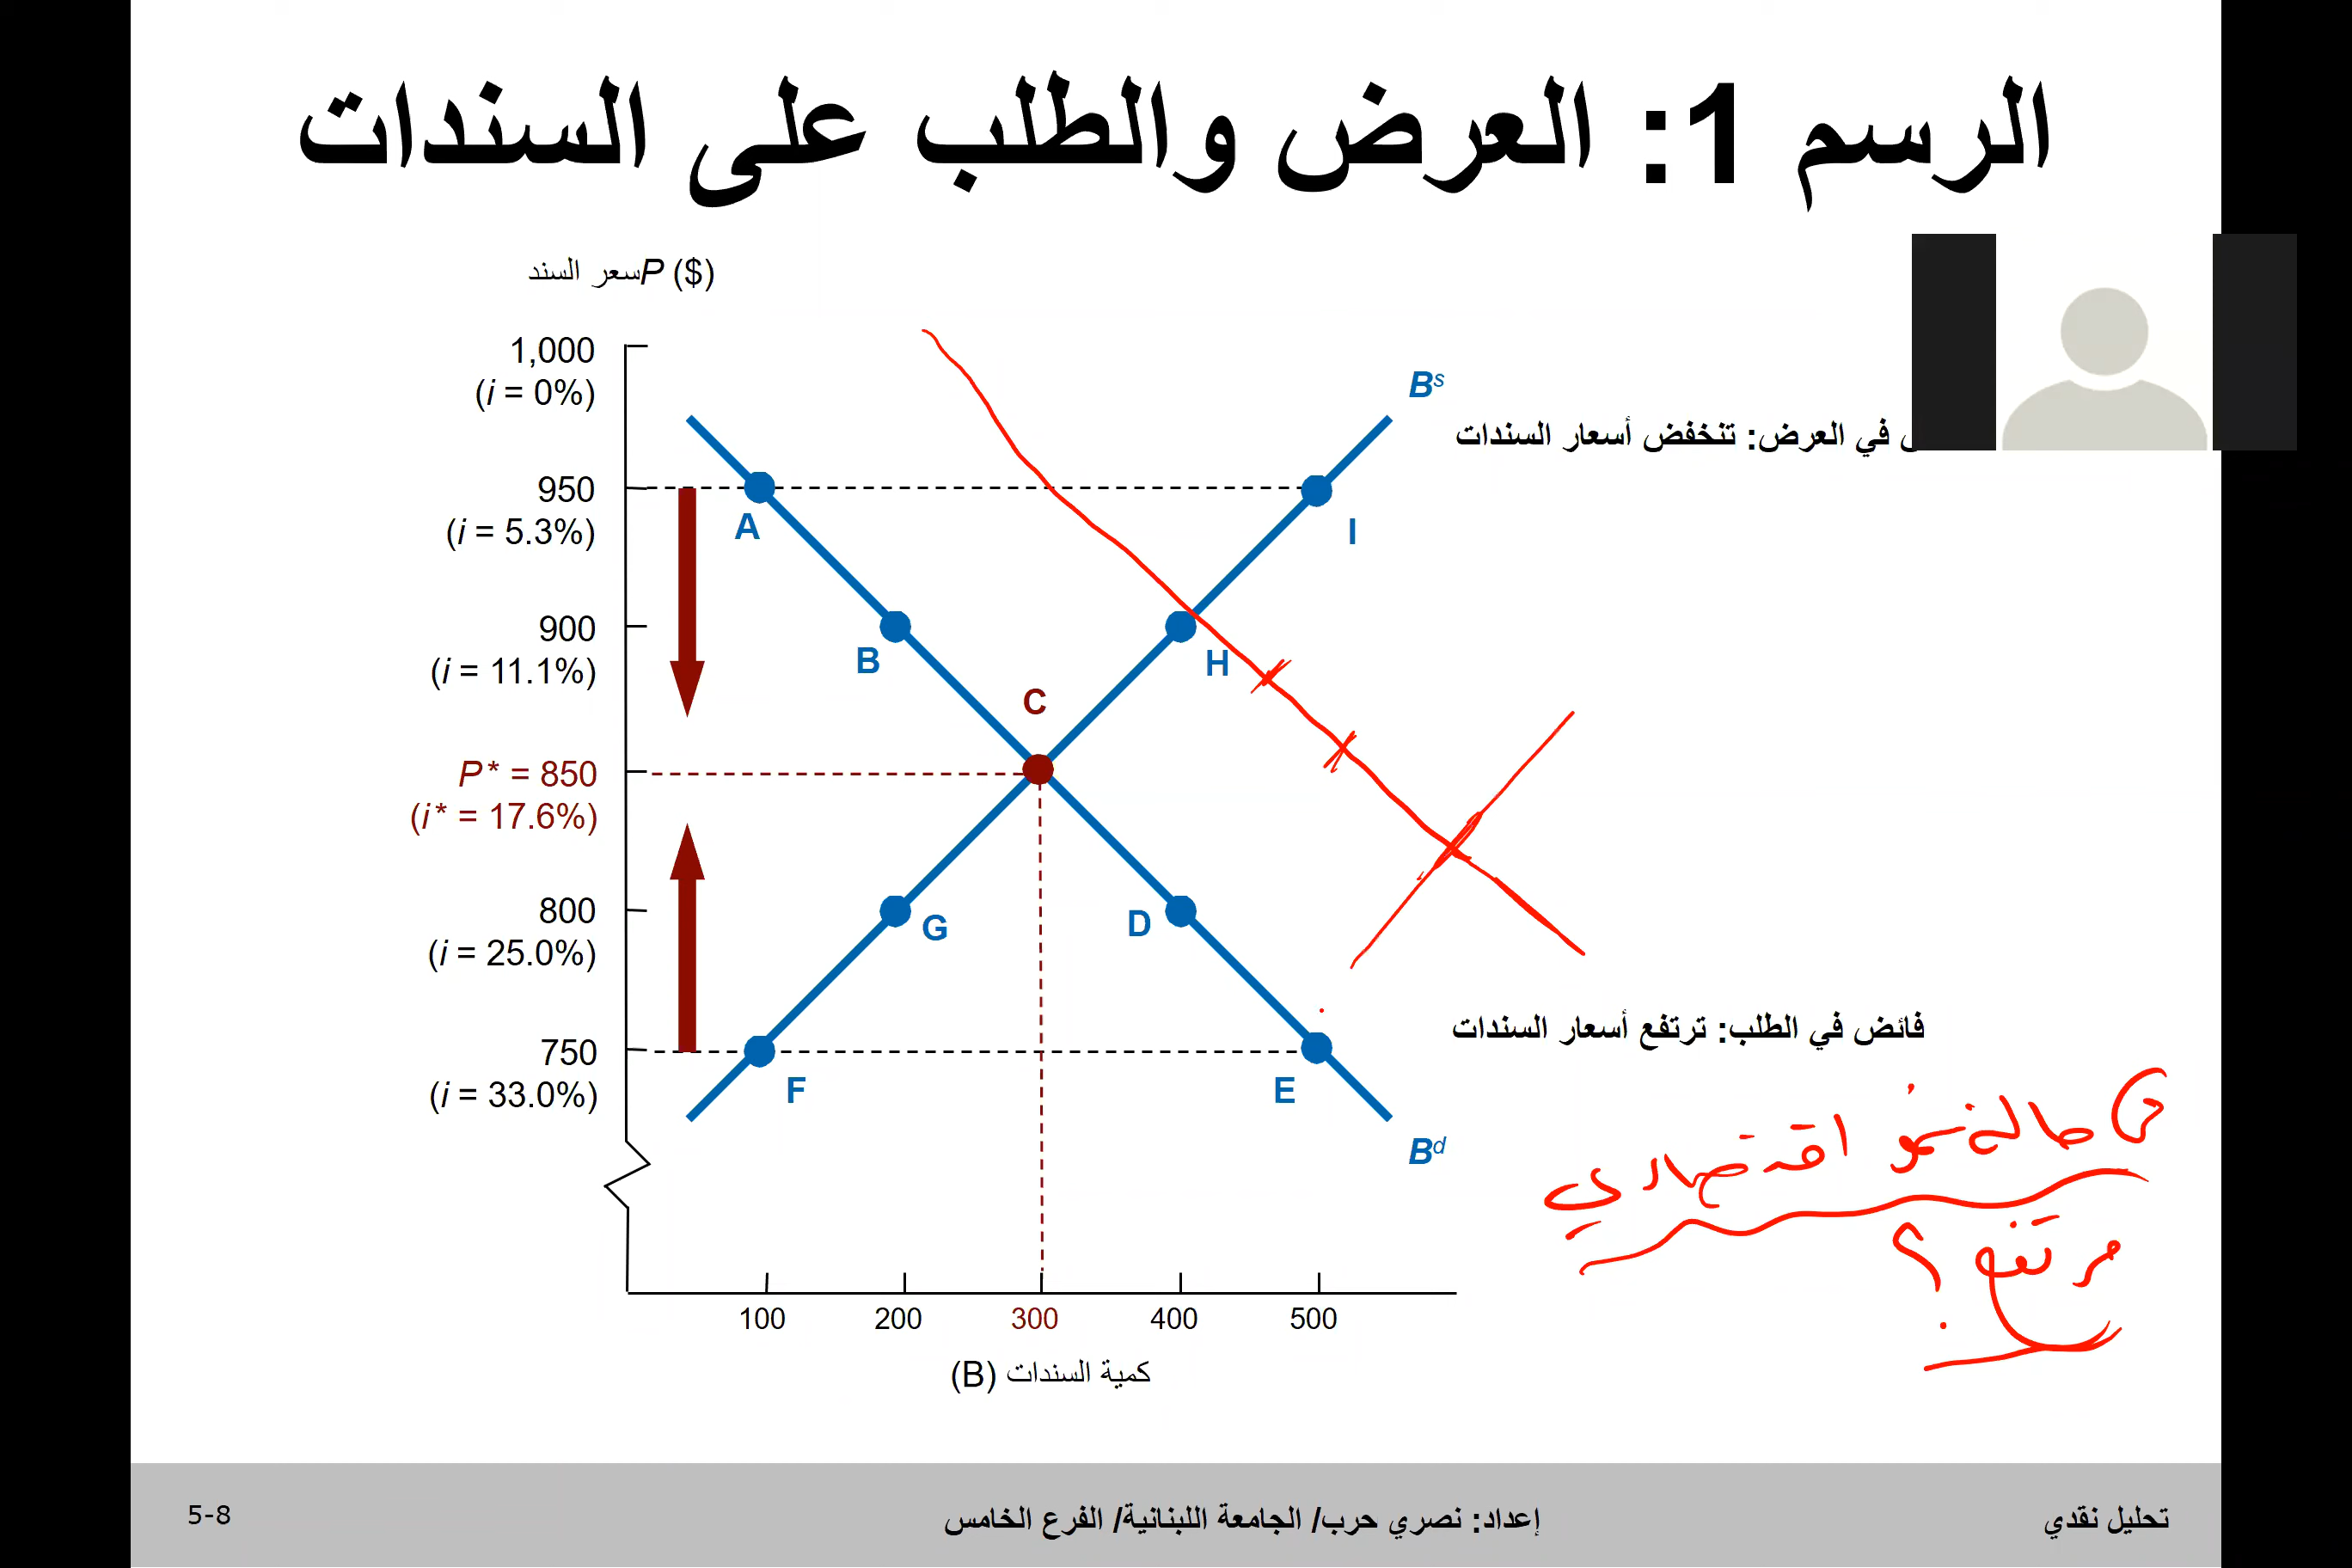 الرسم 1: العرض والطلب على السندات
سعر السند P ($)
1,000
(i = 0%)
Bs
في العرض: تنخفض أسعار السندات
950
(i = 5.3%)
A
I
900
(i = 11.1%)
B
H
C
P* = 850
(i* = 17.6%)
800
(i = 25.0%)
G
D
فائض في الطلب: ترتفع أسعار السندات
750
(i = 33.0%)
F
E
Bd
حالة نمو اقتصادي
مرتفع ؟
100 200 300 400 500
كمية السندات (B)
5-8
إعداد: نصري حرب/ الجامعة اللبنانية/ الفرع الخامس
تحليل نقدي